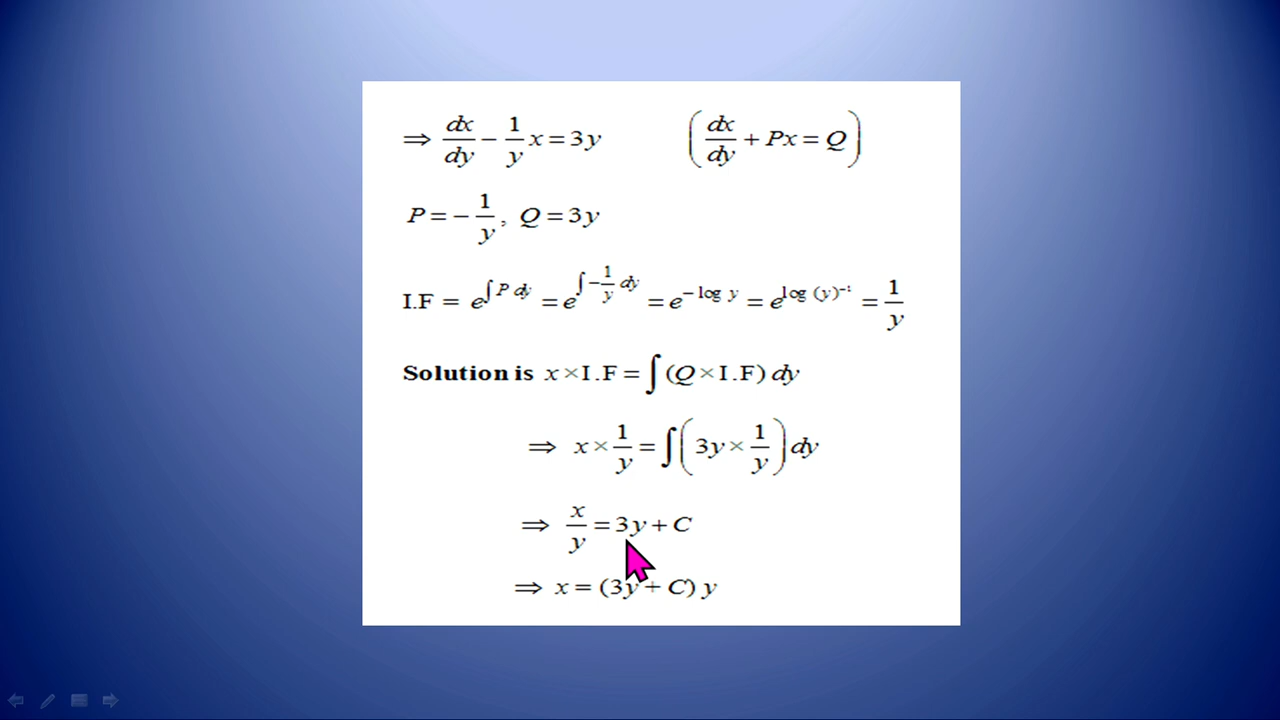 ⇒ dx/dy − 1/y x = 3y (dx/dy + Px = Q)
P = − 1/y, Q = 3y
I.F = e^{∫ P dy} = e^{∫ − 1/y dy} = e^{− log y} = e^{log (y)^{−1}} = 1/y
Solution is x × I.F = ∫ (Q × I.F) dy
⇒ x × 1/y = ∫ (3y × 1/y) dy
⇒ x/y = 3y + C
⇒ x = (3y + C) y